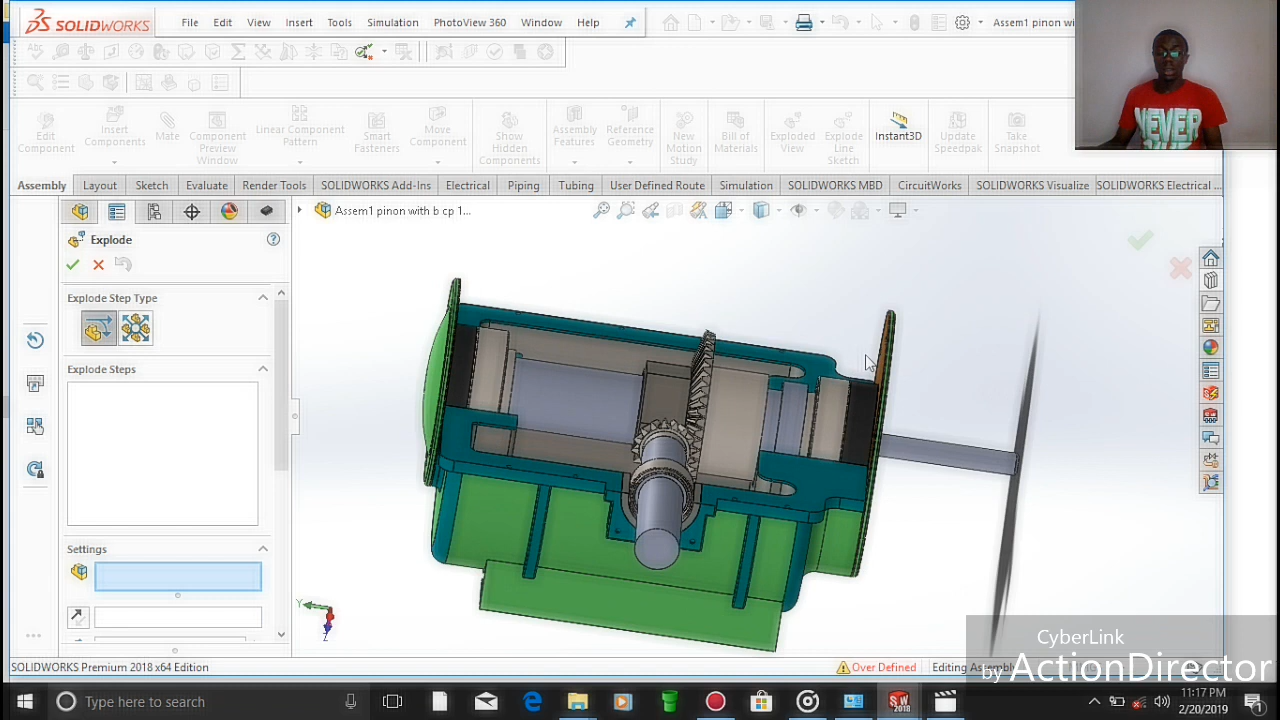 SOLIDWORKS File Edit View Insert Tools Simulation PhotoView 360 Window Help Assem1 pinon wi
NEVER
Edit Component Insert Components Mate Component Preview Window Linear Component Pattern Smart Fasteners Move Component Show Hidden Components Assembly Features Reference Geometry New Motion Study Bill of Materials Exploded View Explode Line Sketch Instant3D Update Speedpak Take Snapshot
Assembly Layout Sketch Evaluate Render Tools SOLIDWORKS Add-Ins Electrical Piping Tubing User Defined Route Simulation SOLIDWORKS MBD CircuitWorks SOLIDWORKS Visualize SOLIDWORKS Electrical ...
Assem1 pinon with b cp 1...
Explode
Explode Step Type
Explode Steps
Settings
Y
Z
SOLIDWORKS Premium 2018 x64 Edition Over Defined Editing Assemb
CyberLink
by ActionDirector
Type here to search
SW
2018
11:17 PM
2/20/2019